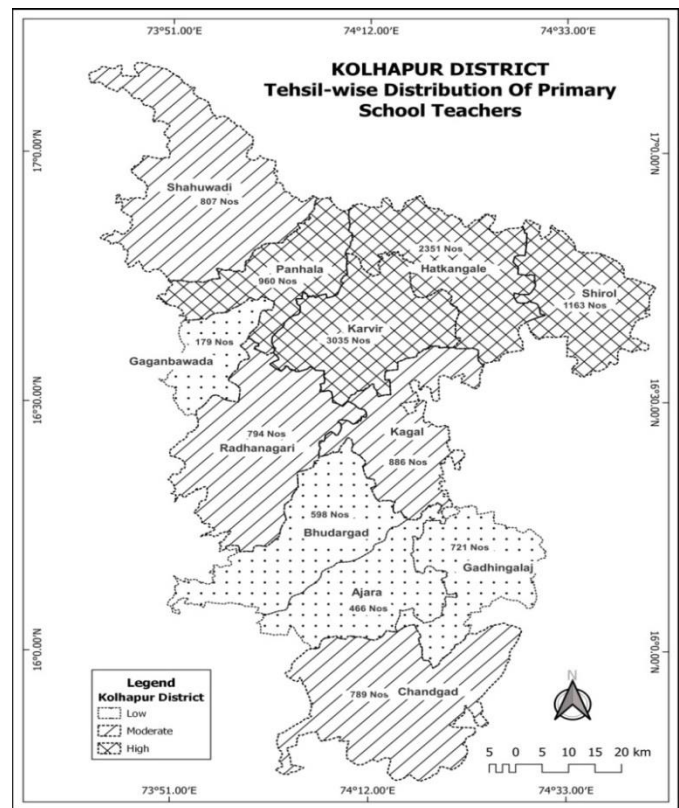 73°51.00'E 74°12.00'E 74°33.00'E
KOLHAPUR DISTRICT
Tehsil-wise Distribution Of Primary
School Teachers
17°0.00'N 17°0.00'N
Shahuwadi
807 Nos
2351 Nos
Hatkangale
Panhala
960 Nos
Shirol
1163 Nos
Karvir
3035 Nos
179 Nos
Gaganbawada
16°30.00'N 16°30.00'N
794 Nos
Radhanagari
Kagal
886 Nos
598 Nos
Bhudargad
721 Nos
Gadhingalaj
Ajara
466 Nos
16°0.00'N 16°0.00'N
789 Nos Chandgad
Legend
Kolhapur District
Low
Moderate
High
N
5 0 5 10 15 20 km
73°51.00'E 74°12.00'E 74°33.00'E